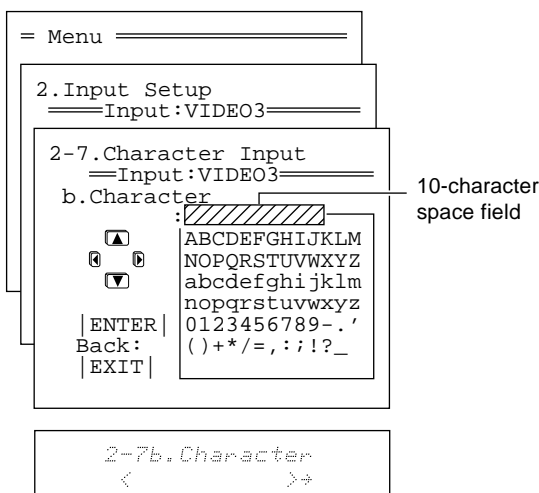 = Menu
2.Input Setup
Input:VIDEO3
2-7.Character Input
Input:VIDEO3
b.Character
:
10-character
space field
ABCDEFGHIJKLM
NOPQRSTUVWXYZ
abcdefghijklm
nopqrstuvwxyz
|ENTER| 0123456789-.′
Back: ()+*/=,:;!?_
|EXIT|
2-7b.Character
< >→